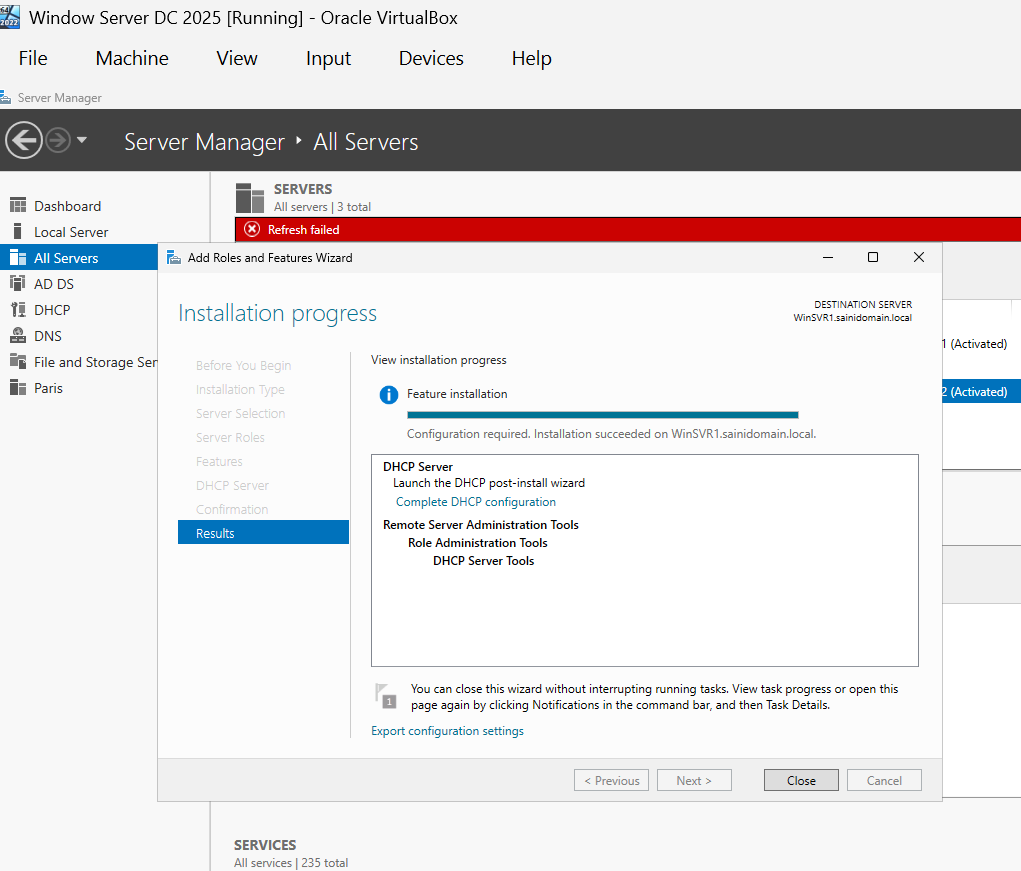 Window Server DC 2025 [Running] - Oracle VirtualBox
File Machine View Input Devices Help
Server Manager
Server Manager ‣ All Servers
Dashboard
Local Server
All Servers
AD DS
DHCP
DNS
File and Storage Ser
Paris
SERVERS
All servers | 3 total
Refresh failed
1 (Activated)
2 (Activated)
Add Roles and Features Wizard
Installation progress
DESTINATION SERVER
WinSVR1.sainidomain.local
Before You Begin
Installation Type
Server Selection
Server Roles
Features
DHCP Server
Confirmation
Results
View installation progress
Feature installation
Configuration required. Installation succeeded on WinSVR1.sainidomain.local.
DHCP Server
Launch the DHCP post-install wizard
Complete DHCP configuration
Remote Server Administration Tools
Role Administration Tools
DHCP Server Tools
1
You can close this wizard without interrupting running tasks. View task progress or open this
page again by clicking Notifications in the command bar, and then Task Details.
Export configuration settings
< Previous
Next >
Close
Cancel
SERVICES
All services | 235 total